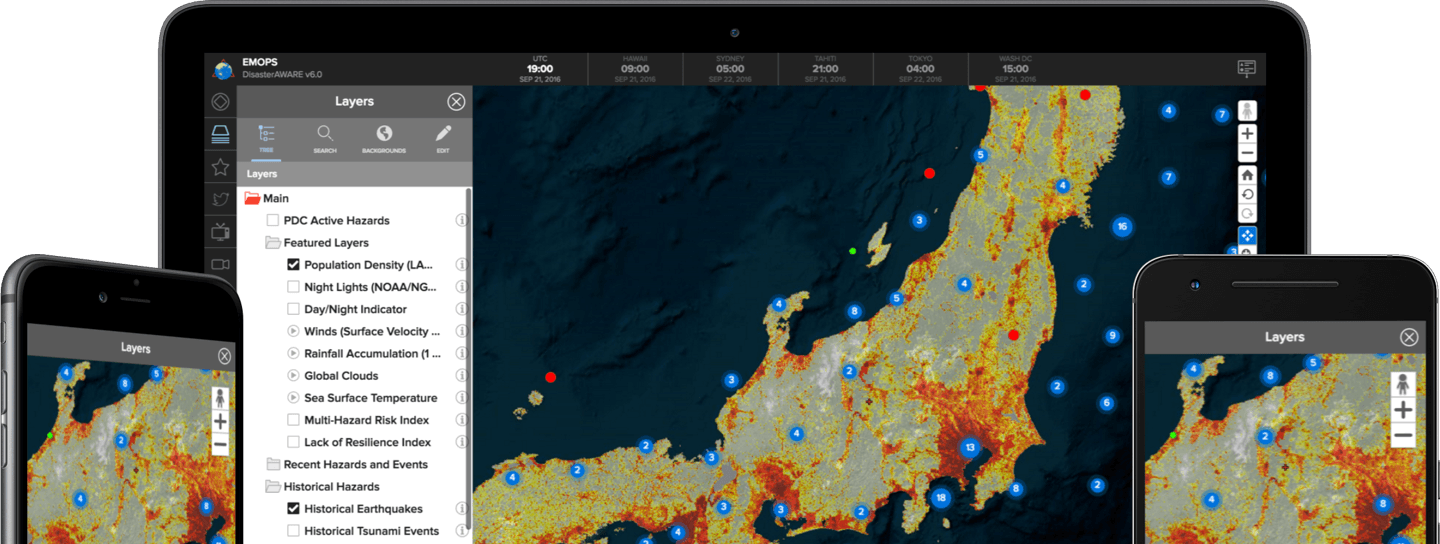 EMOPS
DisasterAWARE v6.0
UTC
19:00
SEP 21, 2016
HAWAII
09:00
SEP 21, 2016
SYDNEY
05:00
SEP 22, 2016
TAHITI
21:00
SEP 21, 2016
TOKYO
04:00
SEP 22, 2016
WASH DC
15:00
SEP 21, 2016
Layers
TREE
SEARCH
BACKGROUNDS
EDIT
Layers
Main
PDC Active Hazards
Featured Layers
Population Density (LA...
Night Lights (NOAA/NG...
Day/Night Indicator
Winds (Surface Velocity ...
Rainfall Accumulation (1 ...
Global Clouds
Sea Surface Temperature
Multi-Hazard Risk Index
Lack of Resilience Index
Recent Hazards and Events
Historical Hazards
Historical Earthquakes
Historical Tsunami Events
4
7
5
7
4
3
16
3
4
2
4
8
5
9
2
3
2
6
4
13
2
3
2
4
18
8
2
3
3
2
4
2
Layers
4
8
5
2
4
8
Layers
4
8
5
2
4
8